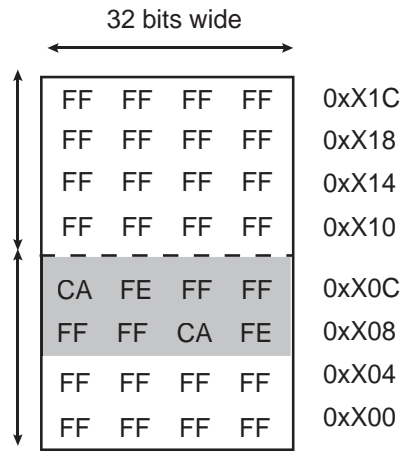 32 bits wide
FF FF FF FF 0xX1C
FF FF FF FF 0xX18
FF FF FF FF 0xX14
FF FF FF FF 0xX10
CA FE FF FF 0xX0C
FF FF CA FE 0xX08
FF FF FF FF 0xX04
FF FF FF FF 0xX00